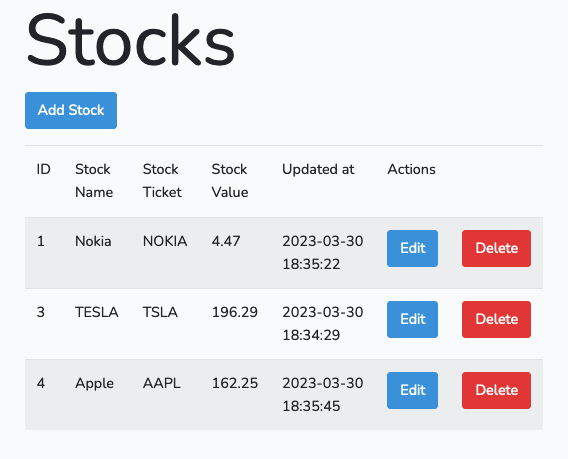 Stocks
Add Stock
ID Stock Name Stock Ticket Stock Value Updated at Actions
1 Nokia NOKIA 4.47 2023-03-30 18:35:22 Edit Delete
3 TESLA TSLA 196.29 2023-03-30 18:34:29 Edit Delete
4 Apple AAPL 162.25 2023-03-30 18:35:45 Edit Delete